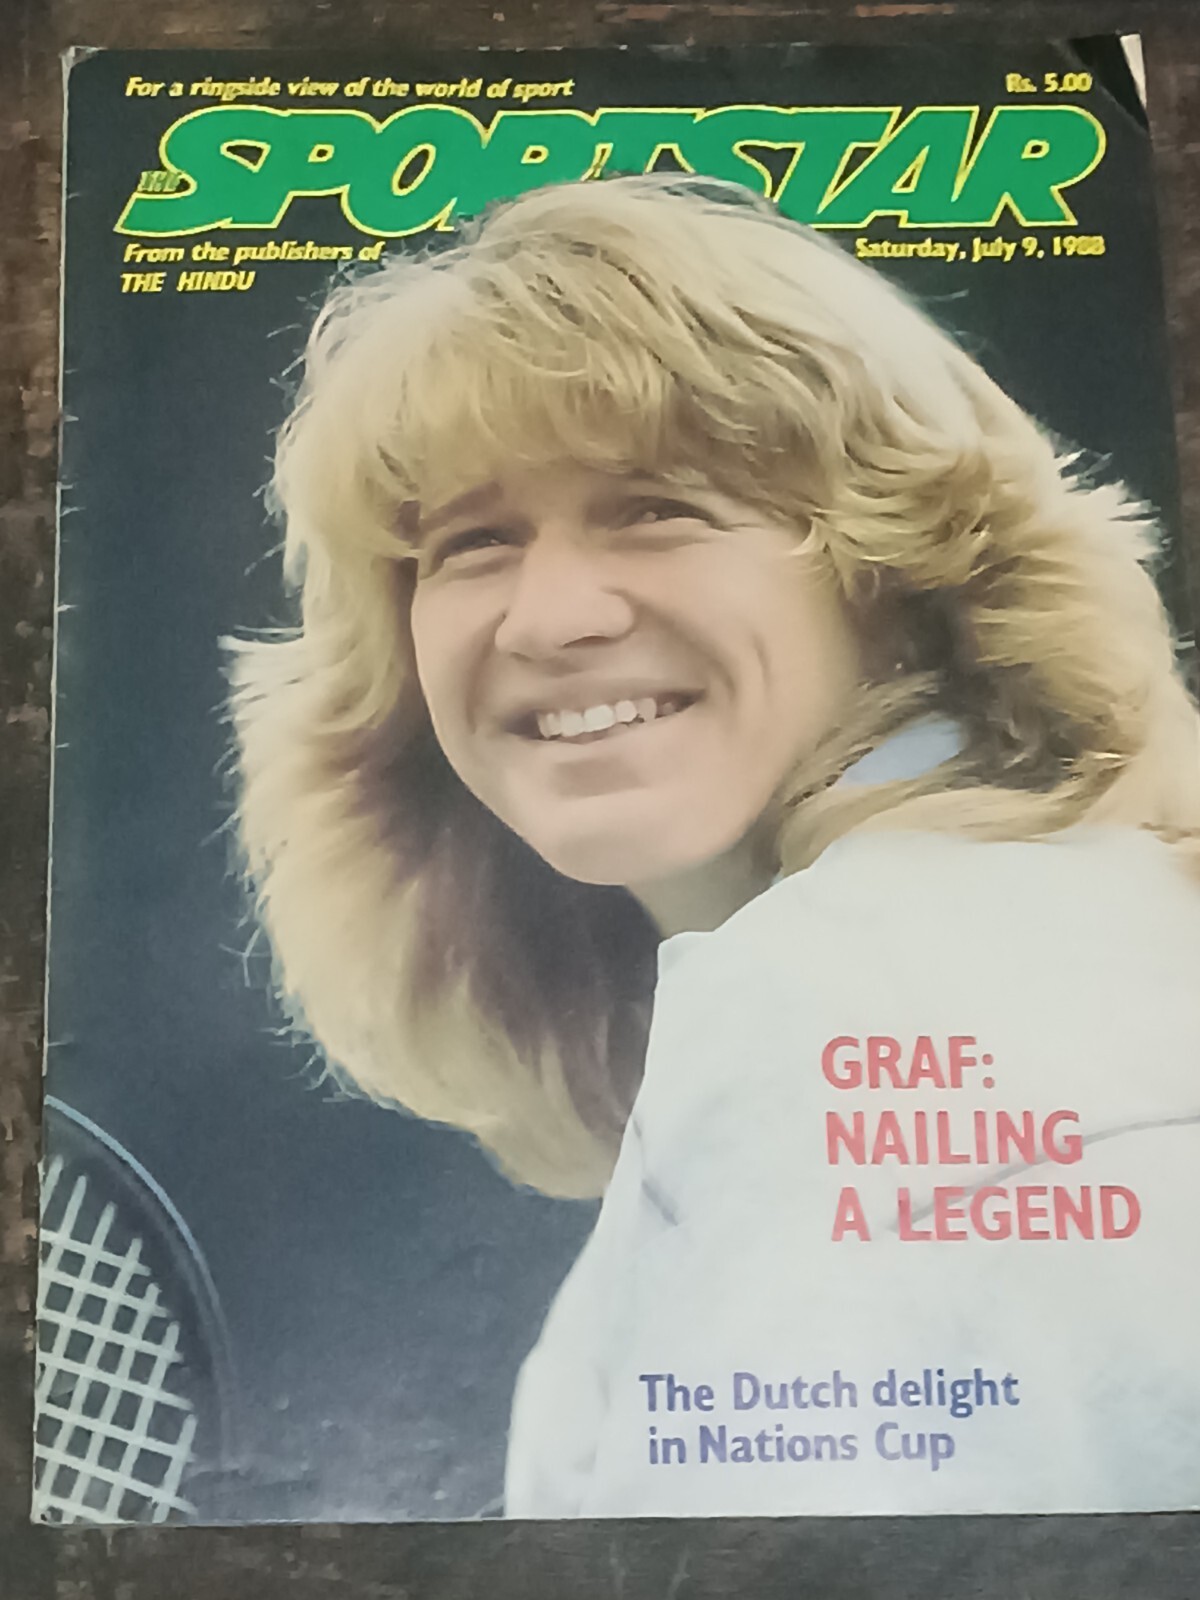 For a ringside view of the world of sport
Rs. 5.00
THE SPORTSTAR
From the publishers of
THE HINDU
Saturday, July 9, 1988
GRAF:
NAILING
A LEGEND
The Dutch delight
in Nations Cup